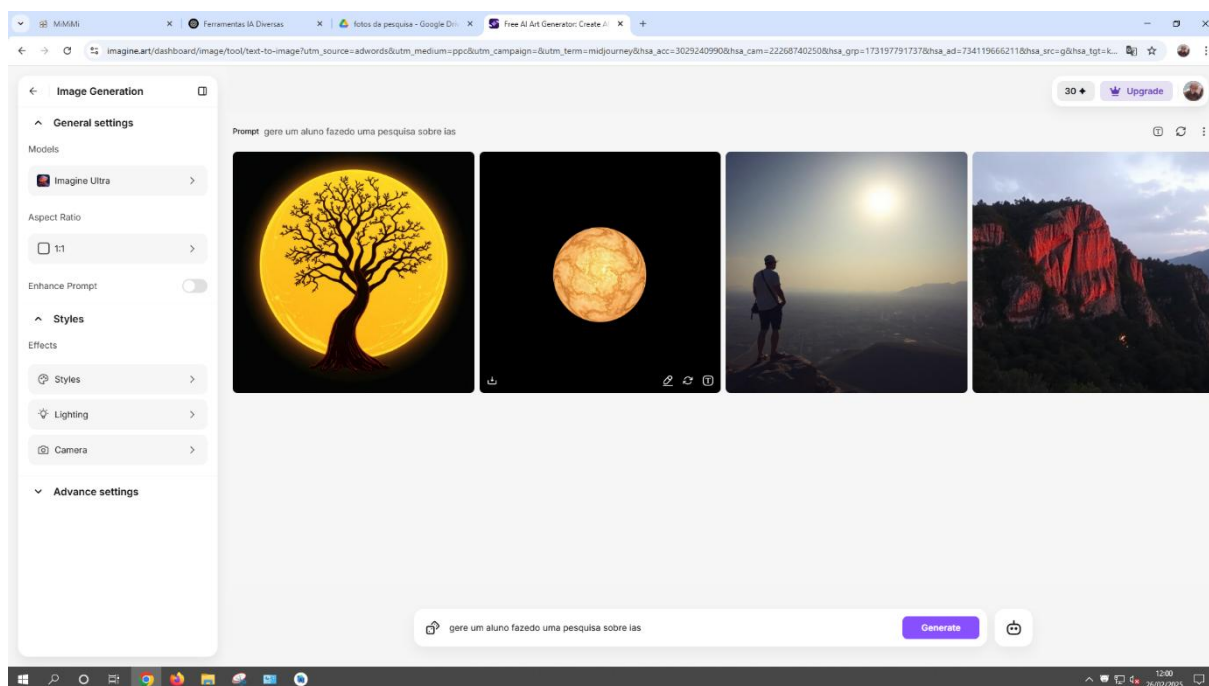 MiMiMi
Ferramentas IA Diversas
fotos da pesquisa - Google Dri
Free AI Art Generator: Create A
imagine.art/dashboard/image/tool/text-to-image?utm_source=adwords&utm_medium=ppc&utm_campaign=&utm_term=midjourney&hsa_acc=3029240990&hsa_cam=22268740250&hsa_grp=173197791737&hsa_ad=734119666211&hsa_src=g&hsa_tgt=k...
Image Generation
30
Upgrade
General settings
Prompt gere um aluno fazedo uma pesquisa sobre ias
Models
Imagine Ultra
Aspect Ratio
1:1
Enhance Prompt
Styles
Effects
Styles
Lighting
Camera
Advance settings
gere um aluno fazedo uma pesquisa sobre ias
Generate
12:00
26/02/2025